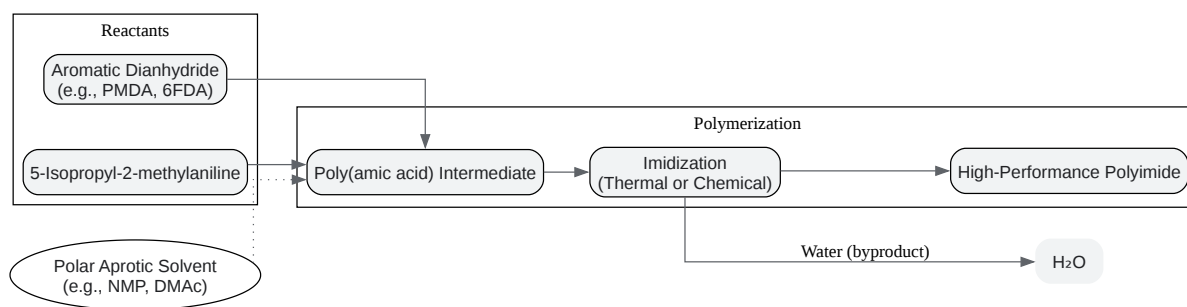 Reactants
Aromatic Dianhydride
(e.g., PMDA, 6FDA)
5-Isopropyl-2-methylaniline
Polar Aprotic Solvent
(e.g., NMP, DMAc)
Polymerization
Poly(amic acid) Intermediate
Imidization
(Thermal or Chemical)
High-Performance Polyimide
Water (byproduct)
H₂O